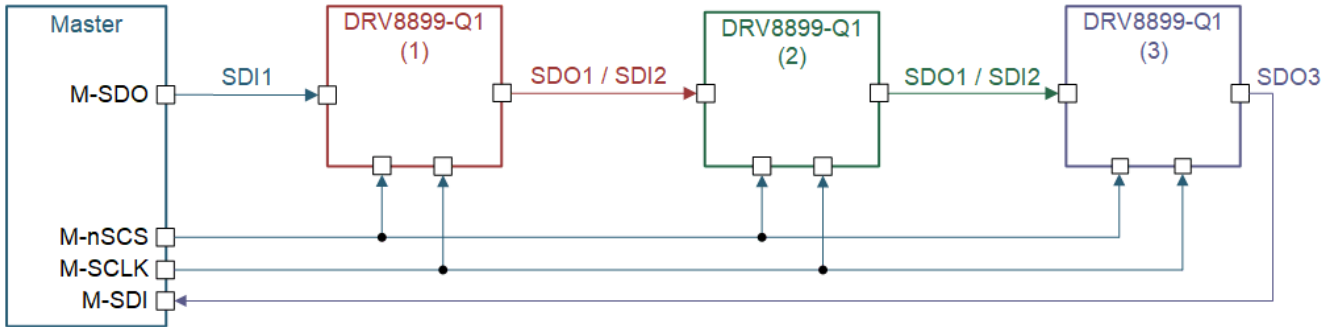 Master
DRV8899-Q1
(1)
DRV8899-Q1
(2)
DRV8899-Q1
(3)
M-SDO
SDI1
SDO1 / SDI2
SDO1 / SDI2
SDO3
M-nSCS
M-SCLK
M-SDI